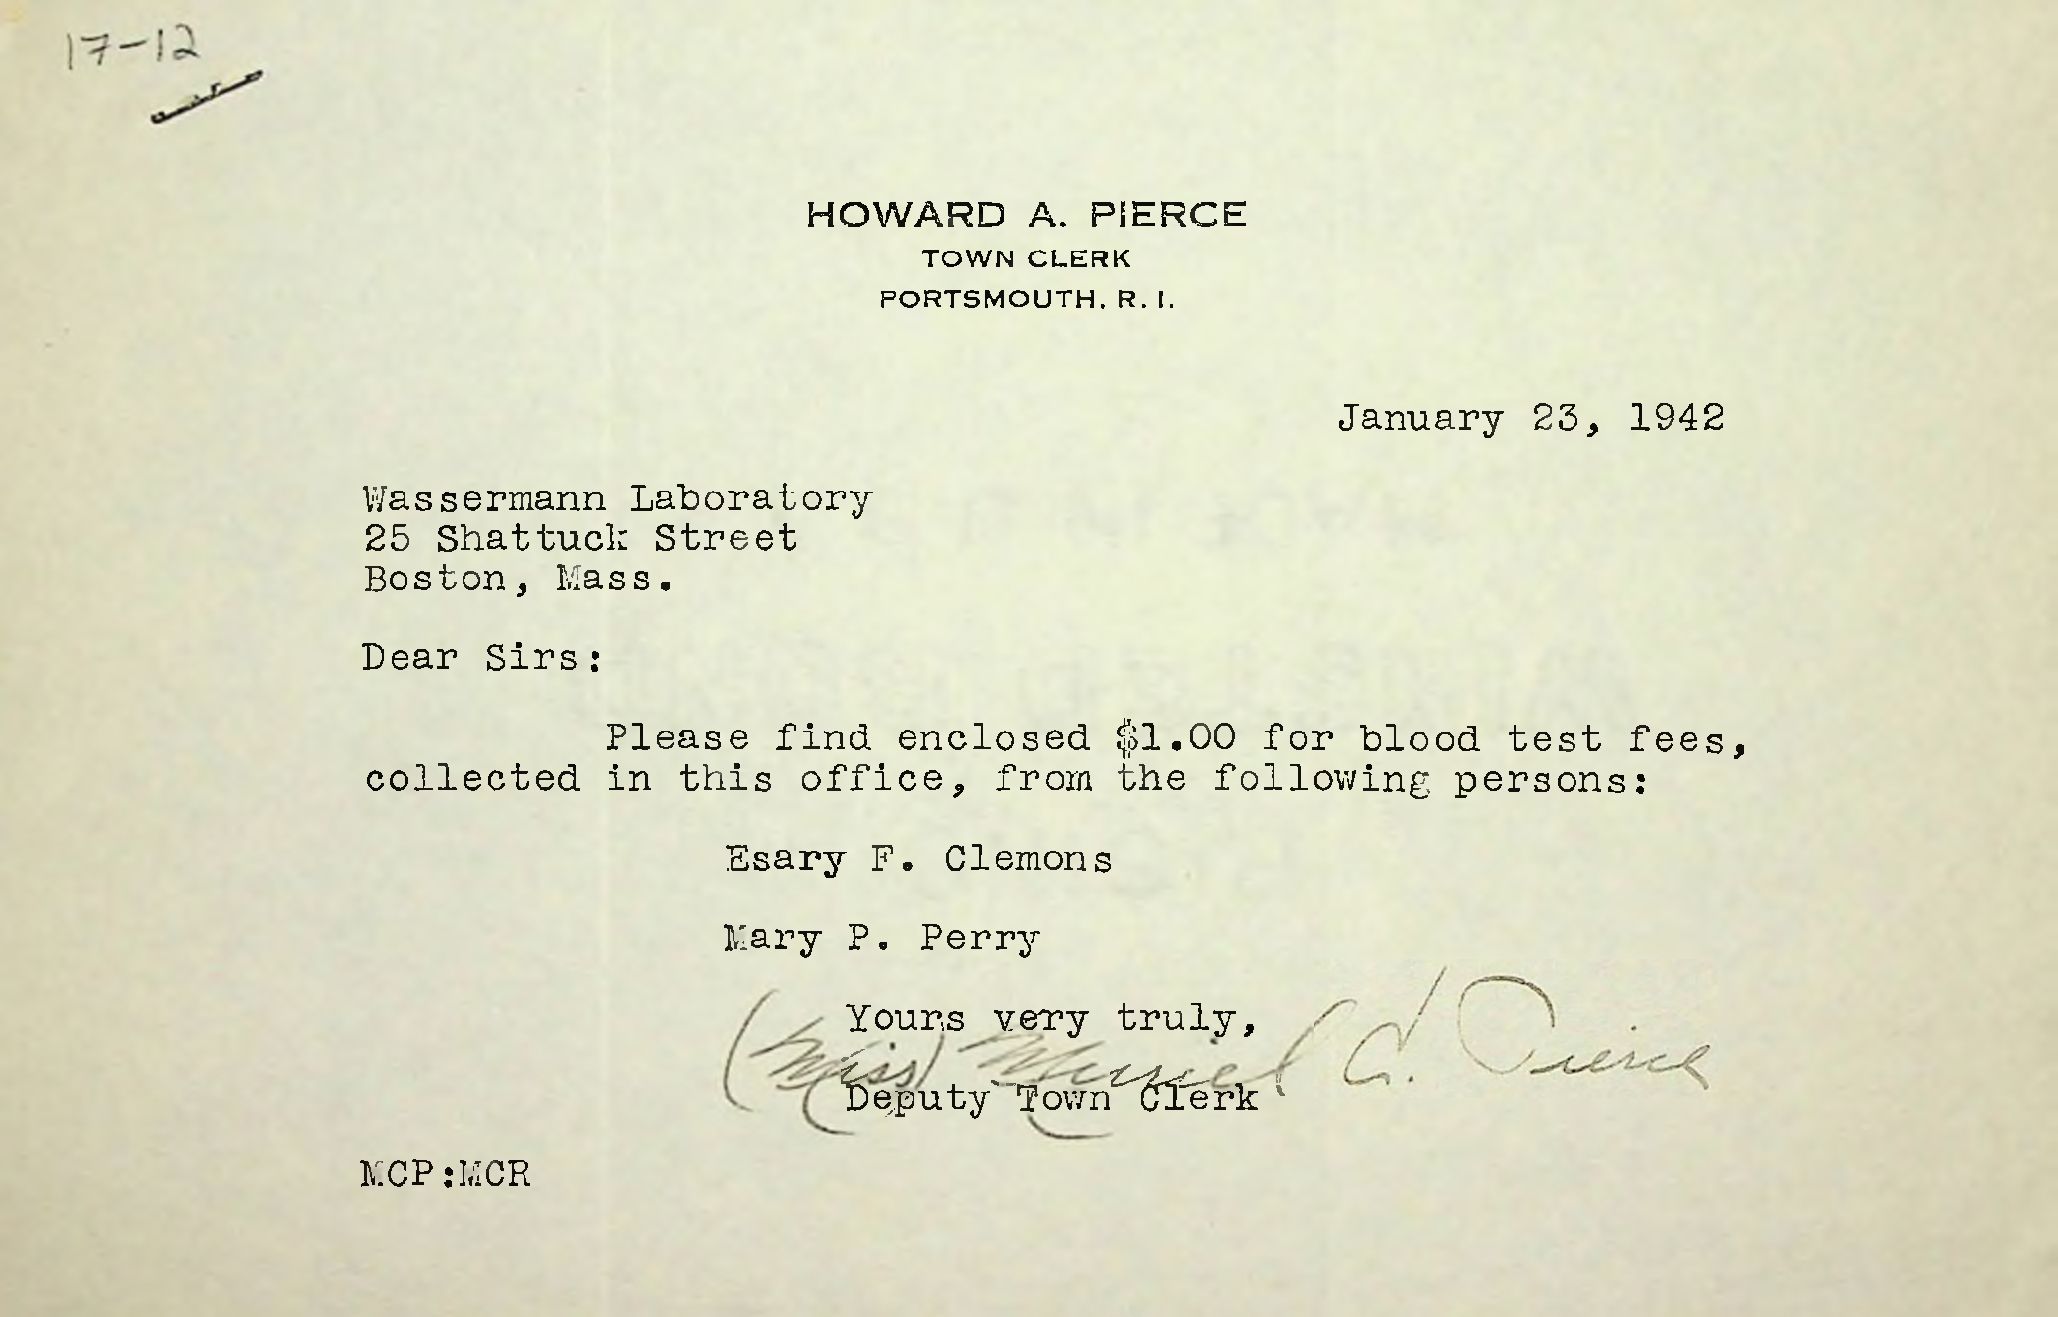 17-12
HOWARD A. PIERCE
TOWN CLERK
PORTSMOUTH, R. I.
January 23, 1942
Wassermann Laboratory
25 Shattuck Street
Boston, Mass.
Dear Sirs:
Please find enclosed $1.00 for blood test fees,
collected in this office, from the following persons:
Esary F. Clemons
Mary P. Perry
Yours very truly,
(Miss) Muriel C. Pierce
Deputy Town Clerk
MCP:MCR